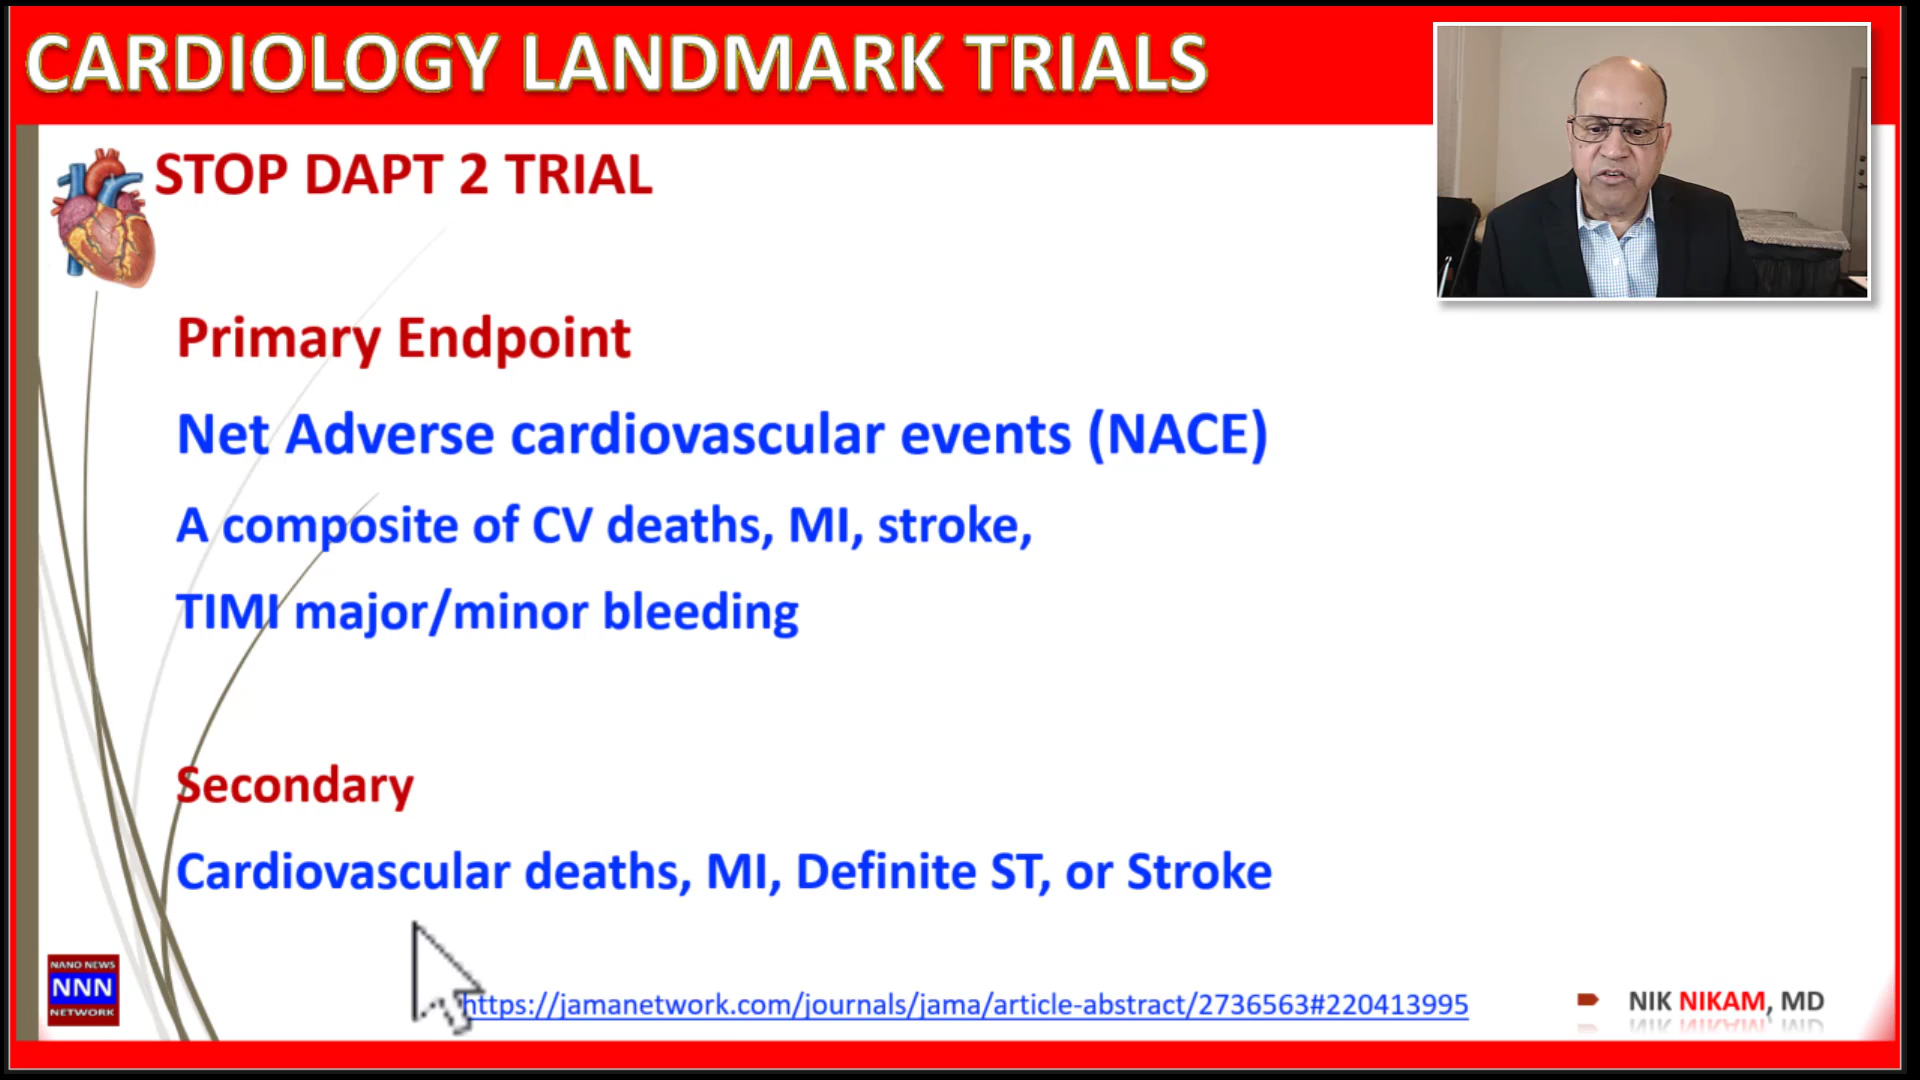 CARDIOLOGY LANDMARK TRIALS
STOP DAPT 2 TRIAL
Primary Endpoint
Net Adverse cardiovascular events (NACE)
A composite of CV deaths, MI, stroke,
TIMI major/minor bleeding
Secondary
Cardiovascular deaths, MI, Definite ST, or Stroke
NANO NEWS
NNN
NETWORK
https://jamanetwork.com/journals/jama/article-abstract/2736563#220413995
NIK NIKAM, MD